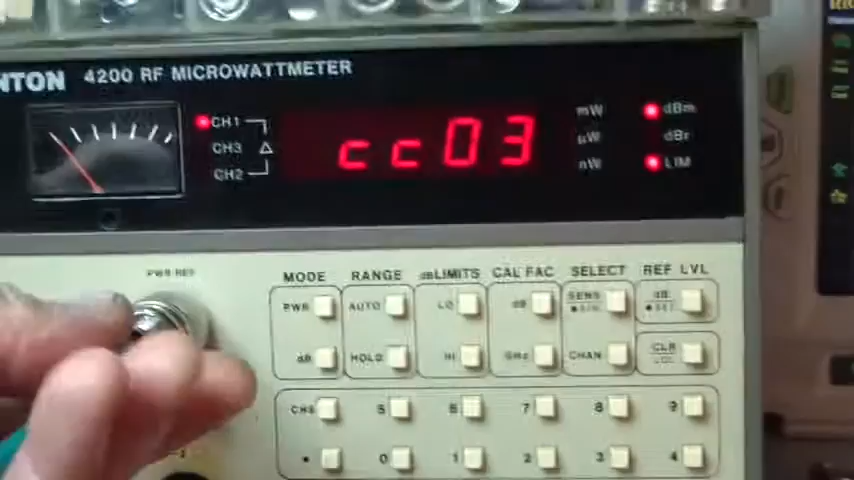 NTON 4200 RF MICROWATTMETER
CH1
CH3
CH2
cc03
mW
μW
nW
dBm
dBr
LIM
PWR REF
MODE RANGE dBLIMITS CAL FAC SELECT REF LVL
PWR AUTO LO dB SENS dB
dB HOLD HI GHz CHAN CLR
CHS 5 6 7 8 9
. 0 1 2 3 4